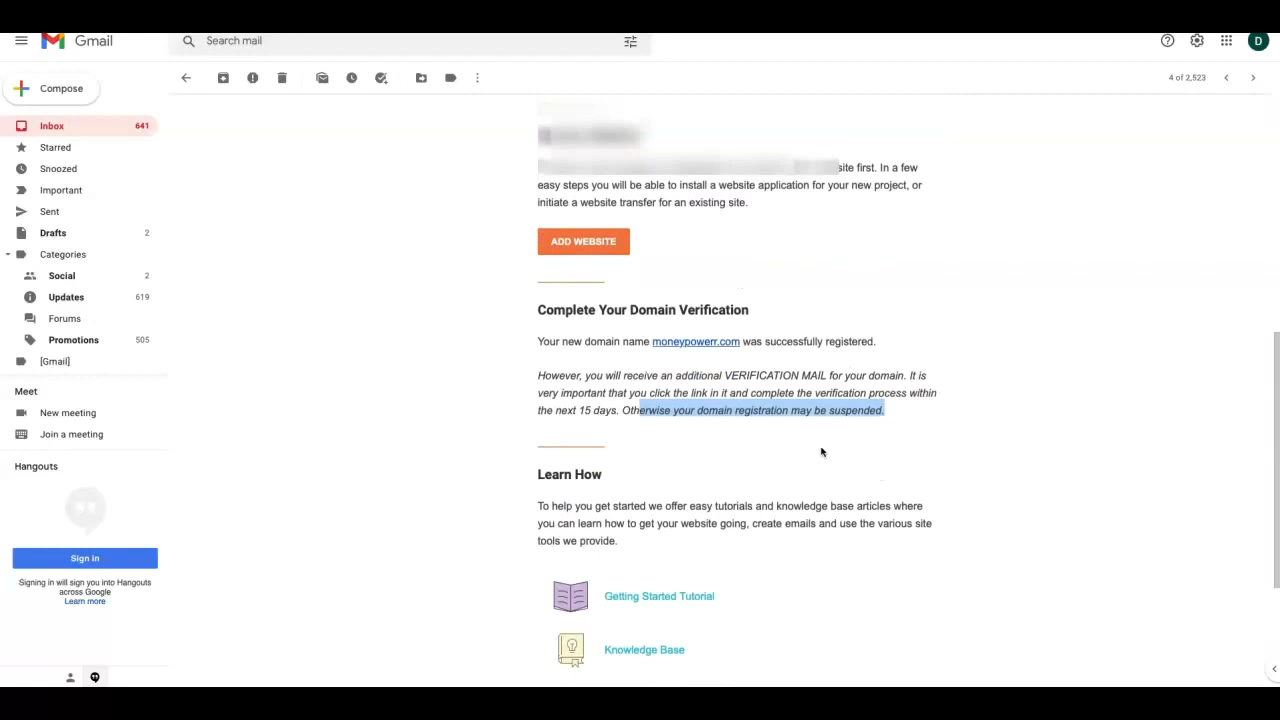 Gmail
Search mail
D
Compose
4 of 2,523
Inbox 641
Starred
Snoozed
Important
Sent
Drafts 2
Categories
Social 2
Updates 619
Forums
Promotions 505
[Gmail]
Meet
New meeting
Join a meeting
Hangouts
Sign in
Signing in will sign you into Hangouts
across Google
Learn more
site first. In a few
easy steps you will be able to install a website application for your new project, or
initiate a website transfer for an existing site.
ADD WEBSITE
Complete Your Domain Verification
Your new domain name moneypowerr.com was successfully registered.
However, you will receive an additional VERIFICATION MAIL for your domain. It is
very important that you click the link in it and complete the verification process within
the next 15 days. Otherwise your domain registration may be suspended.
Learn How
To help you get started we offer easy tutorials and knowledge base articles where
you can learn how to get your website going, create emails and use the various site
tools we provide.
Getting Started Tutorial
Knowledge Base